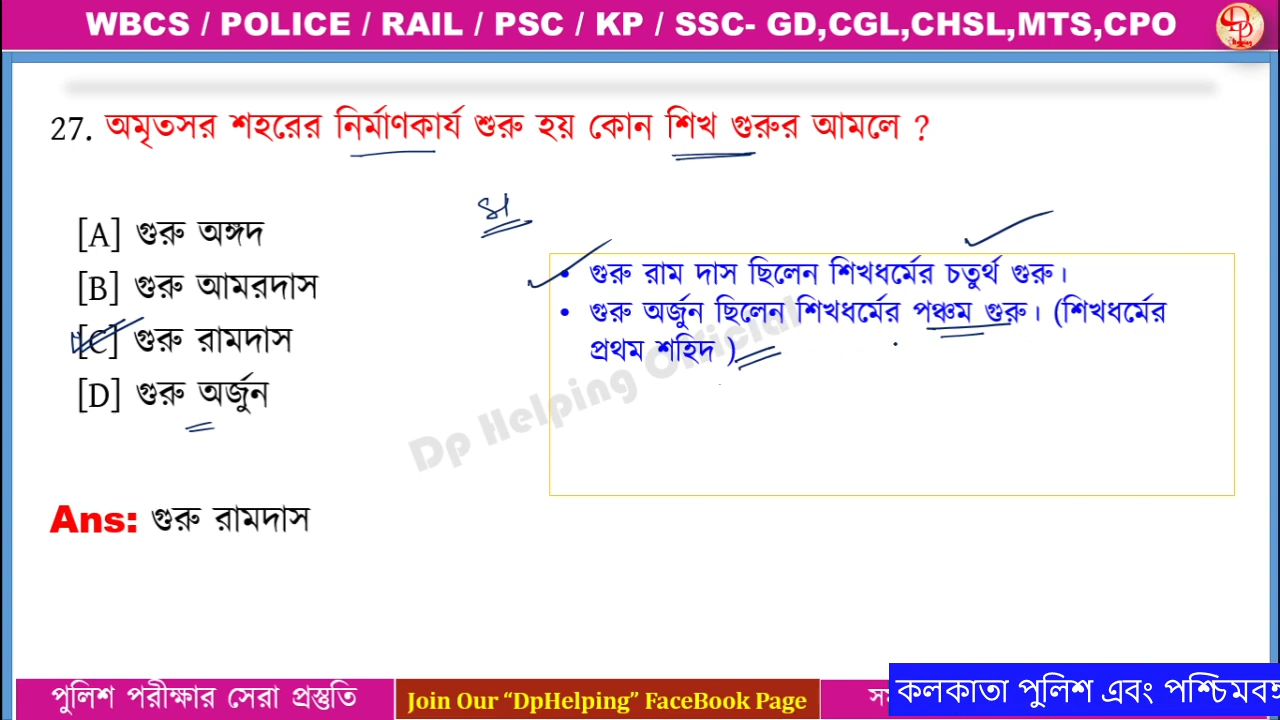 WBCS / POLICE / RAIL / PSC / KP / SSC- GD,CGL,CHSL,MTS,CPO
27. অমৃতসর শহরের নির্মাণকার্য শুরু হয় কোন শিখ গুরুর আমলে ?
[A] গুরু অঙ্গদ
[B] গুরু আমরদাস
[C] গুরু রামদাস
[D] গুরু অর্জুন
• গুরু রাম দাস ছিলেন শিখধর্মের চতুর্থ গুরু।
• গুরু অর্জুন ছিলেন শিখধর্মের পঞ্চম গুরু। (শিখধর্মের
প্রথম শহিদ )
Dp Helping Official
Ans: গুরু রামদাস
পুলিশ পরীক্ষার সেরা প্রস্তুতি
Join Our “DpHelping” FaceBook Page
কলকাতা পুলিশ এবং পশ্চিমবঙ্গ